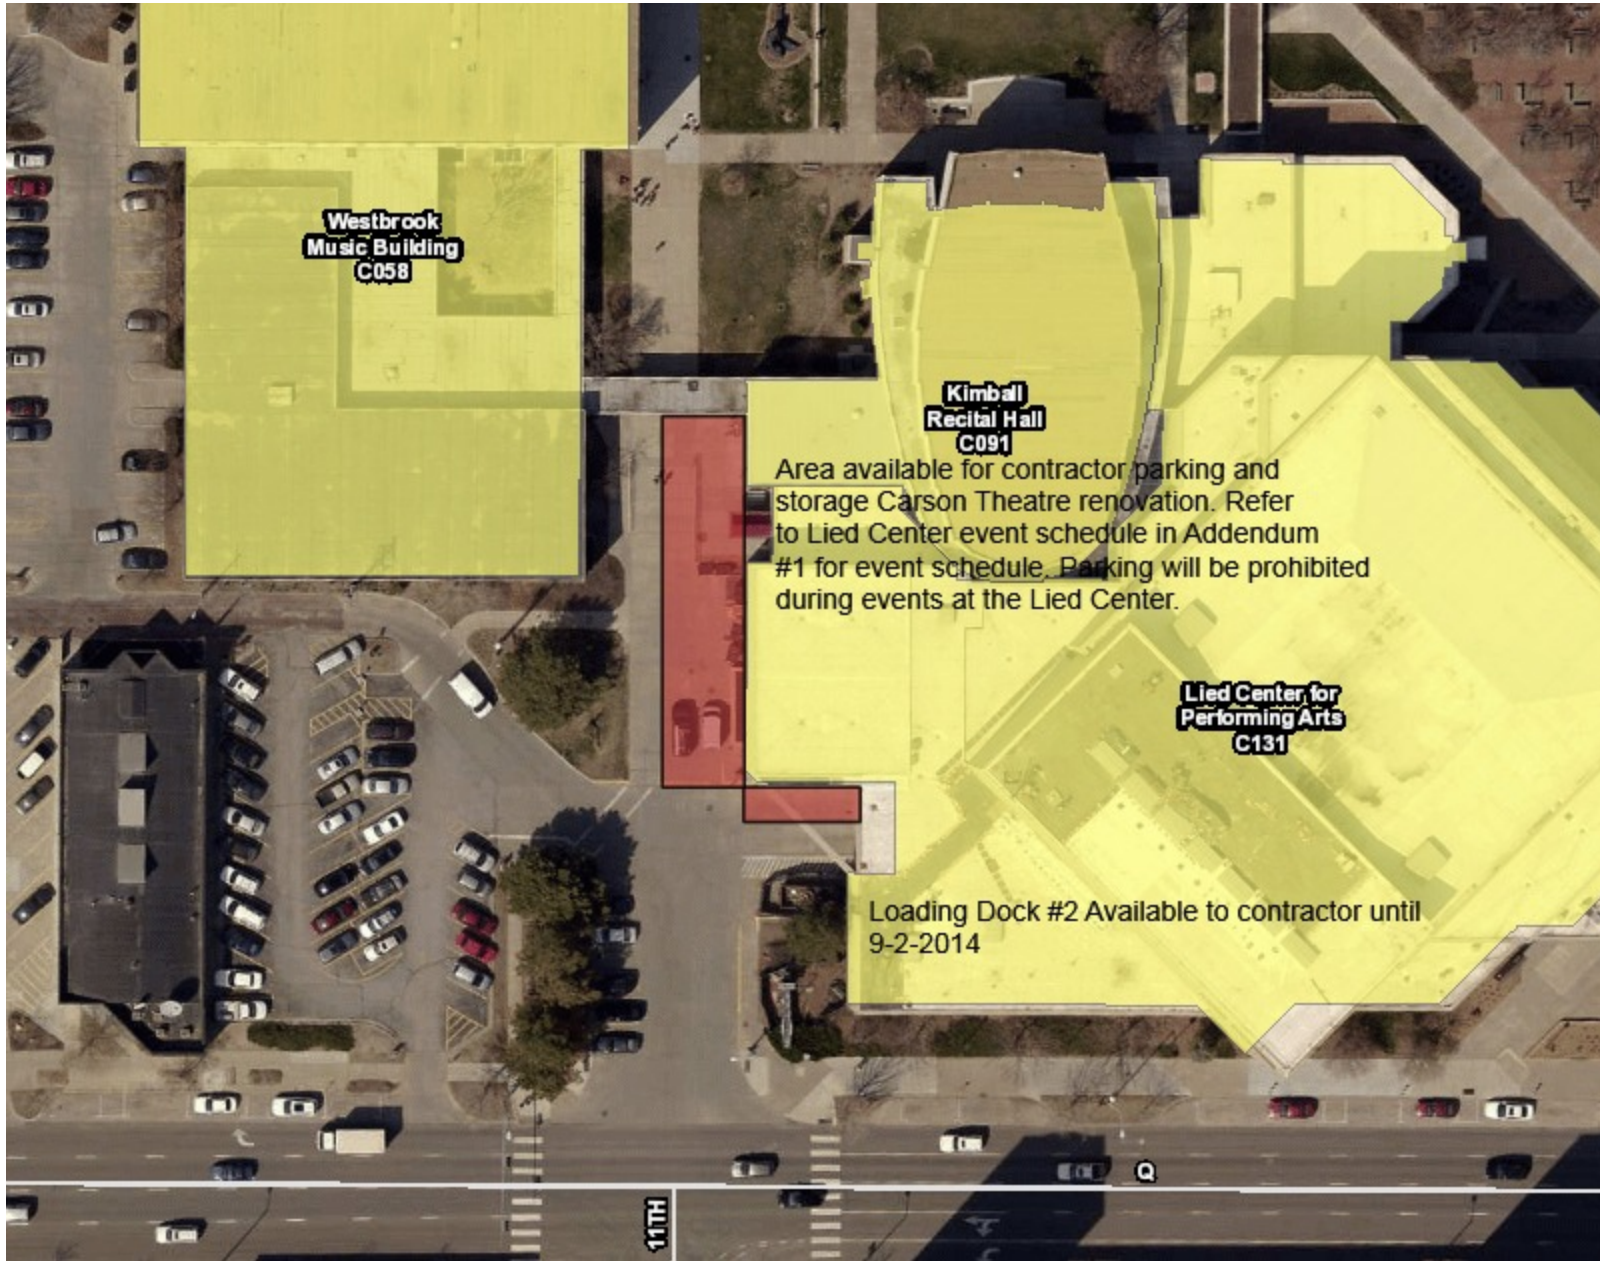 Westbrook
Music Building
C058
Kimball
Recital Hall
C091
Area available for contractor parking and
storage Carson Theatre renovation. Refer
to Lied Center event schedule in Addendum
#1 for event schedule. Parking will be prohibited
during events at the Lied Center.
Lied Center for
Performing Arts
C131
Loading Dock #2 Available to contractor until
9-2-2014
Q
11TH